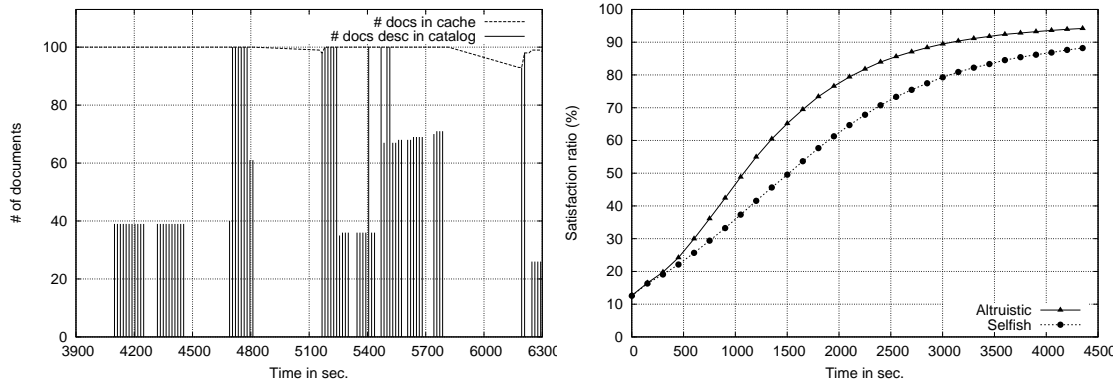 # docs in cache
# docs desc in catalog
100
80
60
40
20
0
# of documents
3900 4200 4500 4800 5100 5400 5700 6000 6300
Time in sec.
100
90
80
70
60
50
40
30
20
10
0
Satisfaction ratio (%)
Altruistic
Selfish
0 500 1000 1500 2000 2500 3000 3500 4000 4500
Time in sec.